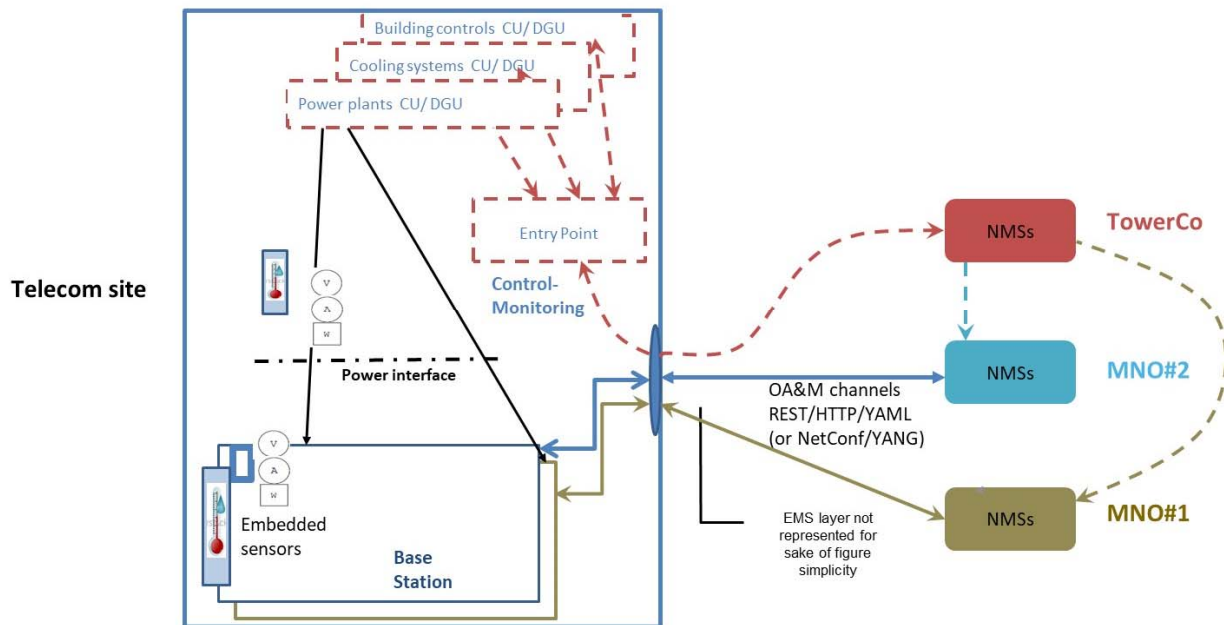 Building controls CU/ DGU
Cooling systems CU/ DGU
Power plants CU/ DGU
Entry Point
NMSs
TowerCo
Telecom site
V
A
W
Control-
Monitoring
Power interface
NMSs
MNO#2
OA&M channels
REST/HTTP/YAML
(or NetConf/YANG)
V
A
W
Embedded
sensors
Base
Station
NMSs
MNO#1
EMS layer not
represented for
sake of figure
simplicity